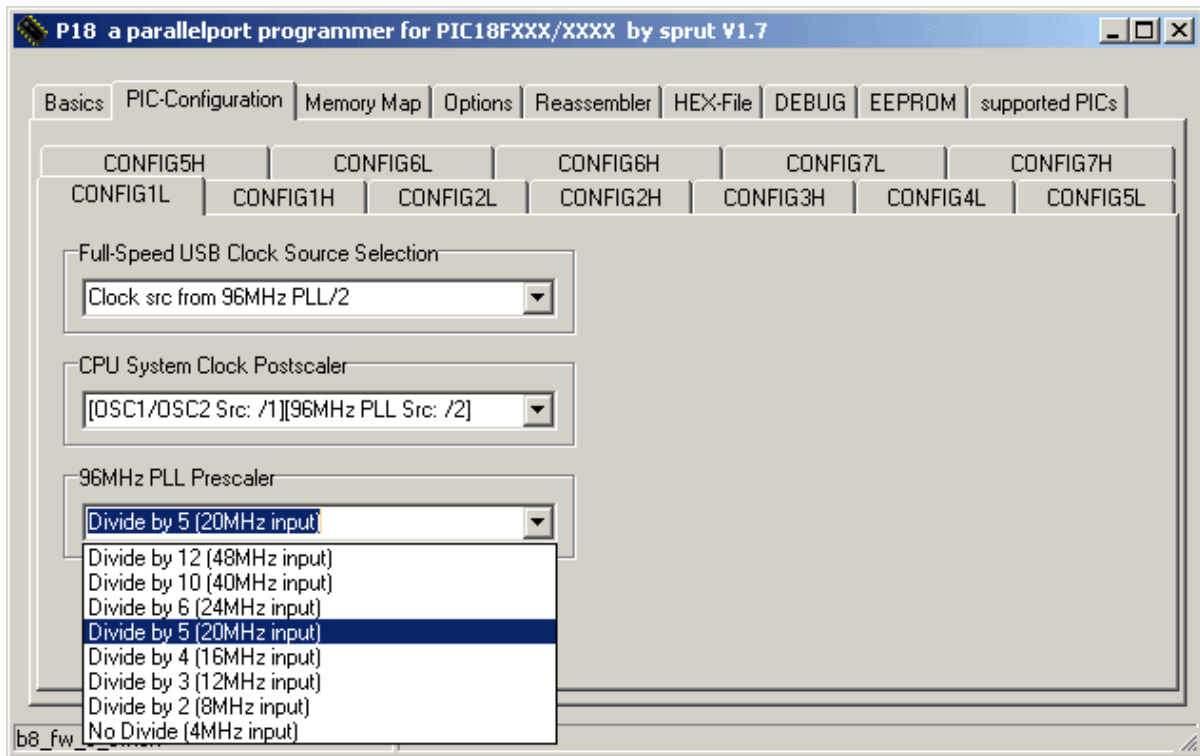 P18 a parallelport programmer for PIC18FXXX/XXXX by sprut V1.7
Basics PIC-Configuration Memory Map Options Reassembler HEX-File DEBUG EEPROM supported PICs
CONFIG5H CONFIG6L CONFIG6H CONFIG7L CONFIG7H
CONFIG1L CONFIG1H CONFIG2L CONFIG2H CONFIG3H CONFIG4L CONFIG5L
Full-Speed USB Clock Source Selection
Clock src from 96MHz PLL/2
CPU System Clock Postscaler
[OSC1/OSC2 Src: /1][96MHz PLL Src: /2]
96MHz PLL Prescaler
Divide by 5 (20MHz input)
Divide by 12 (48MHz input)
Divide by 10 (40MHz input)
Divide by 6 (24MHz input)
Divide by 5 (20MHz input)
Divide by 4 (16MHz input)
Divide by 3 (12MHz input)
Divide by 2 (8MHz input)
No Divide (4MHz input)